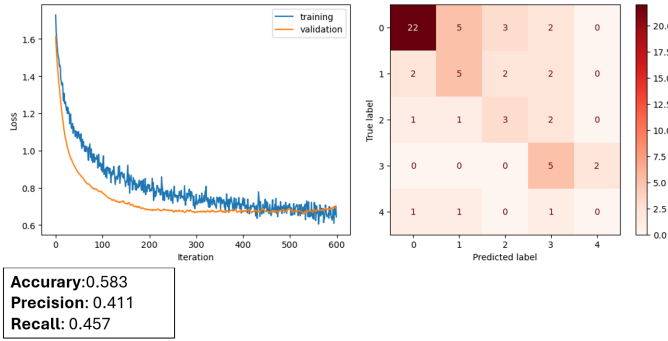 training
validation
1.6
1.4
1.2
1.0
0.8
0.6
Loss
0 100 200 300 400 500 600
Iteration
True label
0 22 5 3 2 0
1 2 5 2 2 0
2 1 1 3 2 0
3 0 0 0 5 2
4 1 1 0 1 0
0 1 2 3 4
Predicted label
20.0
17.5
15.0
12.5
10.0
7.5
5.0
2.5
0.0
Accurary:0.583
Precision: 0.411
Recall: 0.457